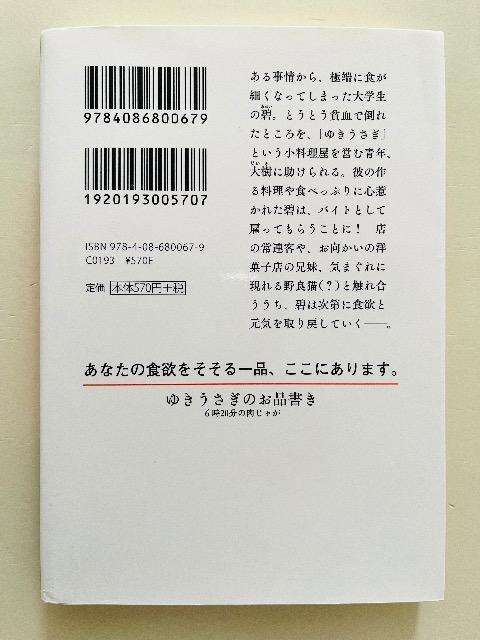 9784086800679
1920193005707
ISBN 978-4-08-680067-9
C0193 ¥570E
定価 本体570円+税
ある事情から、極端に食が
細くなってしまった大学生
の碧。とうとう貧血で倒れ
たところを、「ゆきうさぎ」
という小料理屋を営む青年、
大樹に助けられる。彼の作
る料理や食べっぷりに心惹
かれた碧は、バイトとして
雇ってもらうことに！ 店
の常連客や、お向かいの洋
菓子店の兄妹、気まぐれに
現れる野良猫(？)と触れ合
ううち、碧は次第に食欲と
元気を取り戻していく――。
あなたの食欲をそそる一品、ここにあります。
ゆきうさぎのお品書き
6時20分の肉じゃが